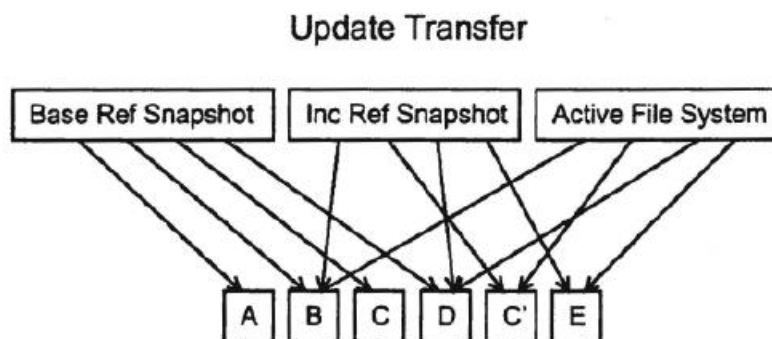 Update Transfer
Base Ref Snapshot Inc Ref Snapshot Active File System
A B C D C' E